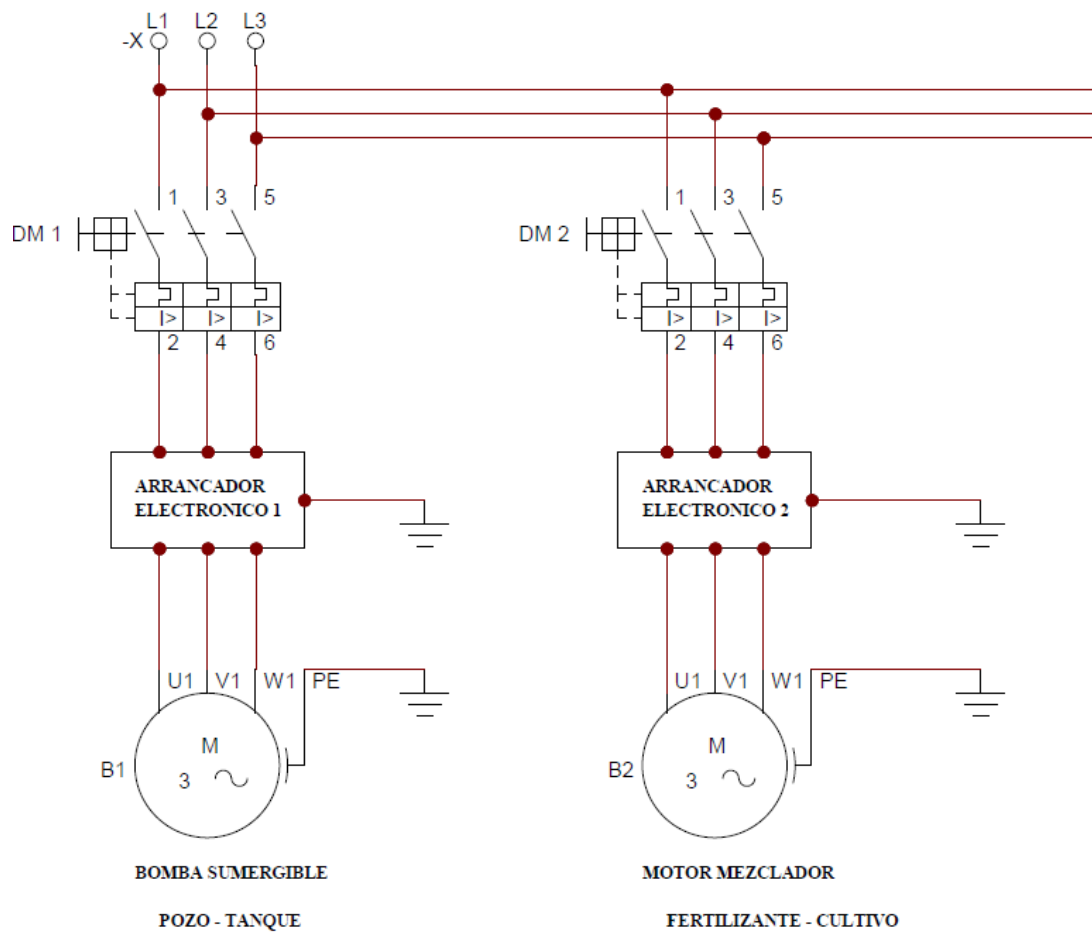 L1 L2 L3
-X
1 3 5
DM 1
I> I> I>
2 4 6
ARRANCADOR
ELECTRONICO 1
U1 V1 W1 PE
M
3
B1
BOMBA SUMERGIBLE
POZO - TANQUE
1 3 5
DM 2
I> I> I>
2 4 6
ARRANCADOR
ELECTRONICO 2
U1 V1 W1 PE
M
3
B2
MOTOR MEZCLADOR
FERTILIZANTE - CULTIVO